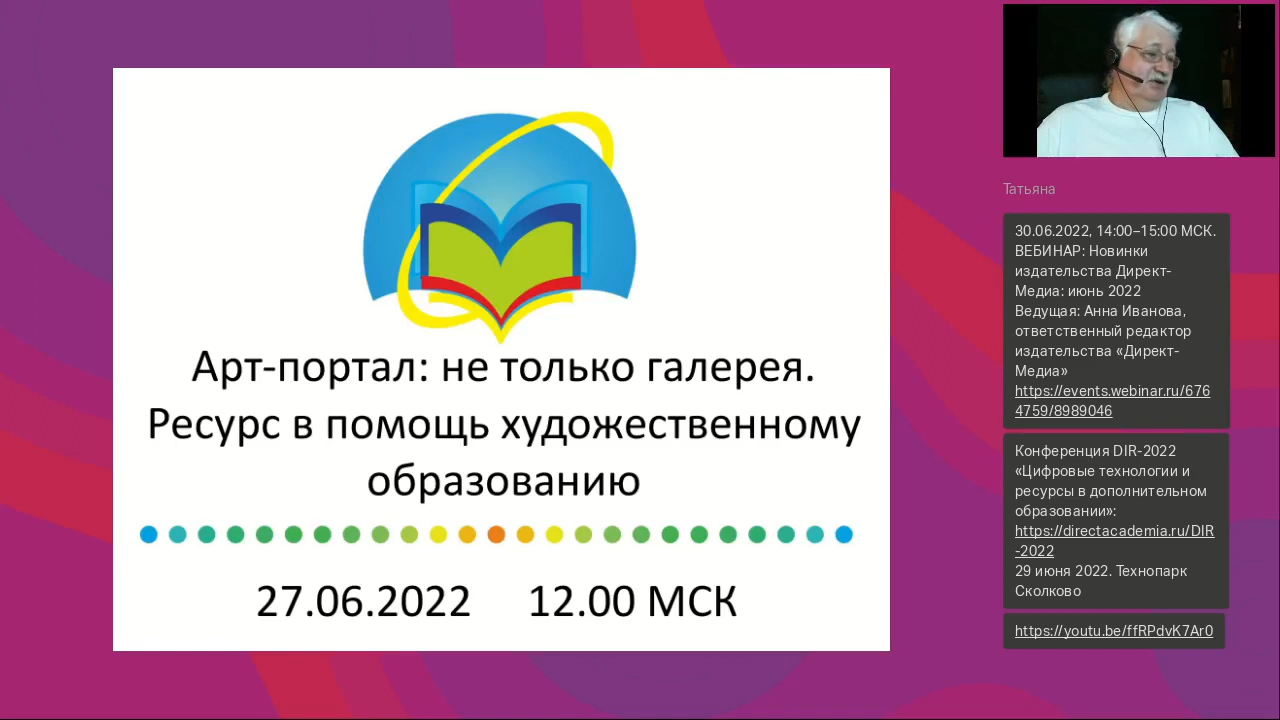 Арт-портал: не только галерея.
Ресурс в помощь художественному
образованию
27.06.2022 12.00 МСК
Татьяна
30.06.2022, 14:00–15:00 МСК.
ВЕБИНАР: Новинки
издательства Директ-
Медиа: июнь 2022
Ведущая: Анна Иванова,
ответственный редактор
издательства «Директ-
Медиа»
https://events.webinar.ru/676
4759/8989046
Конференция DIR-2022
«Цифровые технологии и
ресурсы в дополнительном
образовании»:
https://directacademia.ru/DIR
-2022
29 июня 2022. Технопарк
Сколково
https://youtu.be/ffRPdvK7Ar0